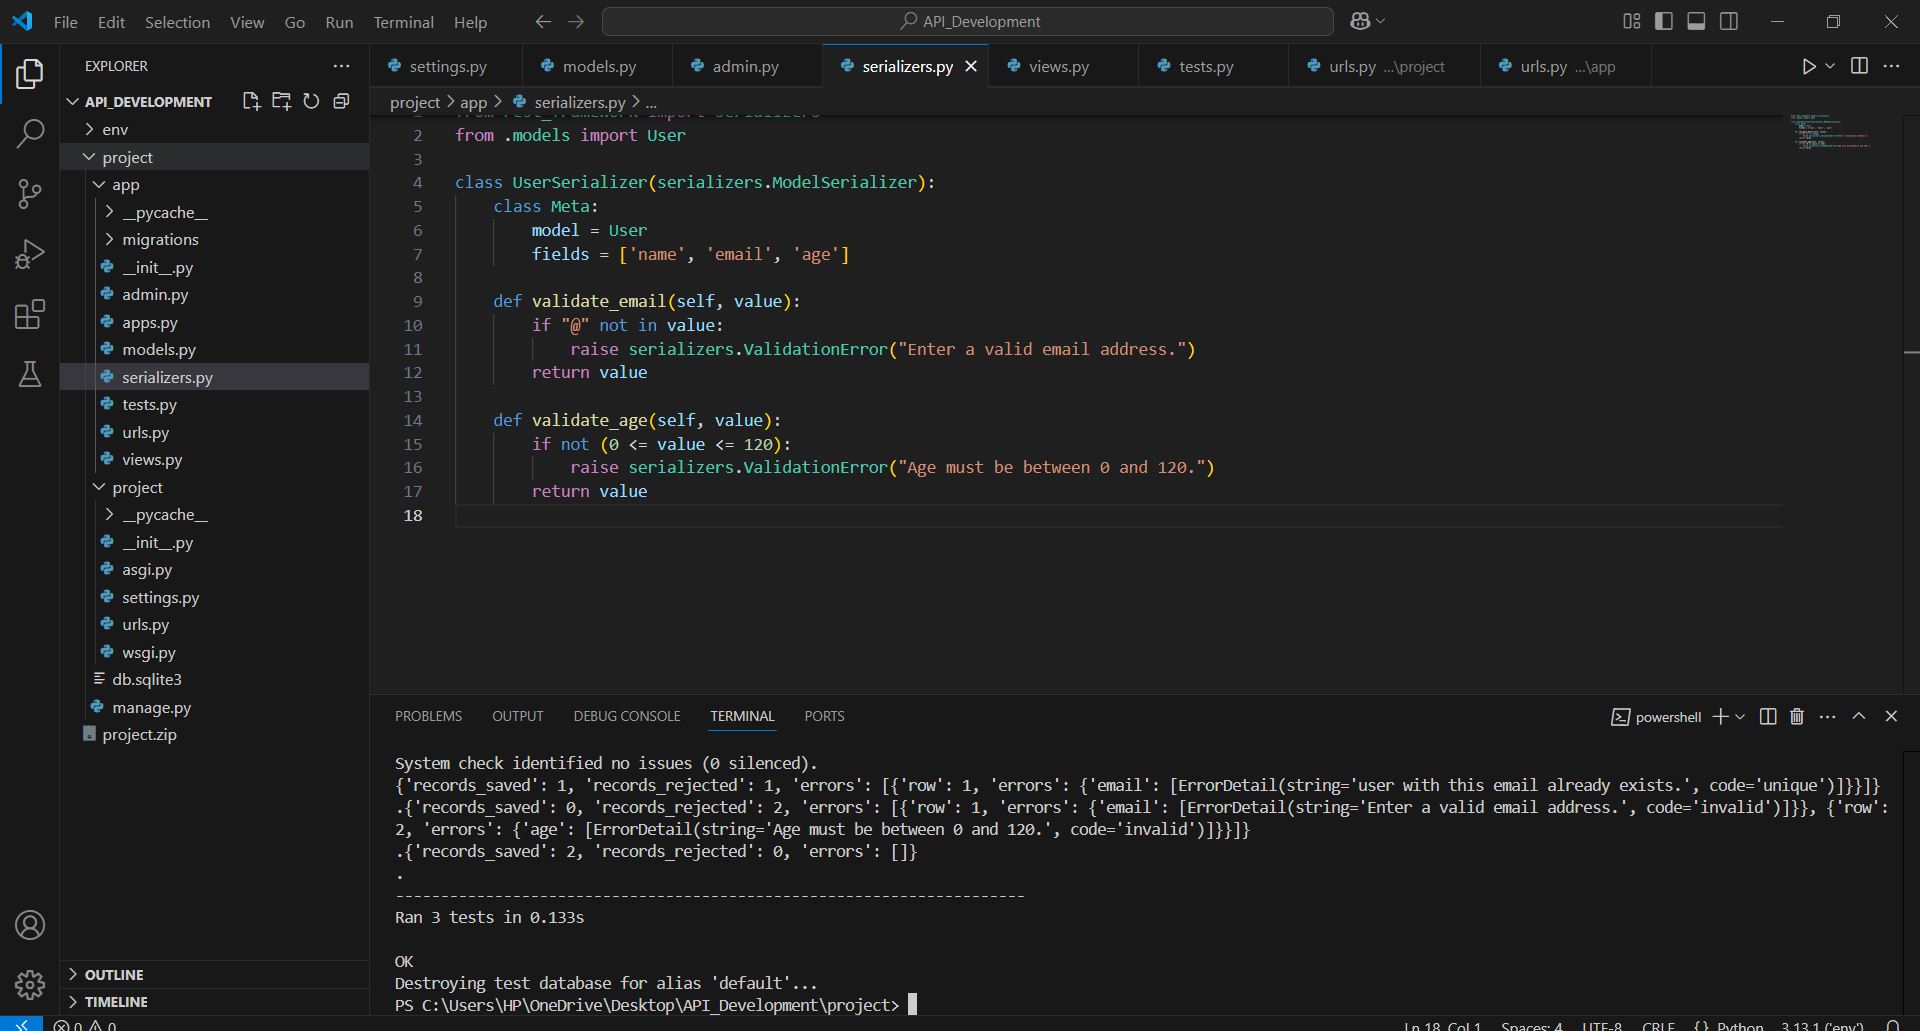 File Edit Selection View Go Run Terminal Help API_Development
EXPLORER
API_DEVELOPMENT
env
project
app
__pycache__
migrations
__init__.py
admin.py
apps.py
models.py
serializers.py
tests.py
urls.py
views.py
project
__pycache__
__init__.py
asgi.py
settings.py
urls.py
wsgi.py
db.sqlite3
manage.py
project.zip
OUTLINE
TIMELINE
settings.py models.py admin.py serializers.py views.py tests.py urls.py ...\project urls.py ...\app
project > app > serializers.py > ...
1 from rest_framework import serializers
2 from .models import User
3
4 class UserSerializer(serializers.ModelSerializer):
5 class Meta:
6 model = User
7 fields = ['name', 'email', 'age']
8
9 def validate_email(self, value):
10 if "@" not in value:
11 raise serializers.ValidationError("Enter a valid email address.")
12 return value
13
14 def validate_age(self, value):
15 if not (0 <= value <= 120):
16 raise serializers.ValidationError("Age must be between 0 and 120.")
17 return value
18
PROBLEMS OUTPUT DEBUG CONSOLE TERMINAL PORTS powershell
System check identified no issues (0 silenced).
{'records_saved': 1, 'records_rejected': 1, 'errors': [{'row': 1, 'errors': {'email': [ErrorDetail(string='user with this email already exists.', code='unique')]}}]}
.{'records_saved': 0, 'records_rejected': 2, 'errors': [{'row': 1, 'errors': {'email': [ErrorDetail(string='Enter a valid email address.', code='invalid')]}}, {'row':
2, 'errors': {'age': [ErrorDetail(string='Age must be between 0 and 120.', code='invalid')]}}]}
.{'records_saved': 2, 'records_rejected': 0, 'errors': []}
.
----------------------------------------------------------------------
Ran 3 tests in 0.133s
OK
Destroying test database for alias 'default'...
PS C:\Users\HP\OneDrive\Desktop\API_Development\project>
0 0 Ln 18, Col 1 Spaces: 4 UTF-8 CRLF {} Python 3.13.1 ('env')